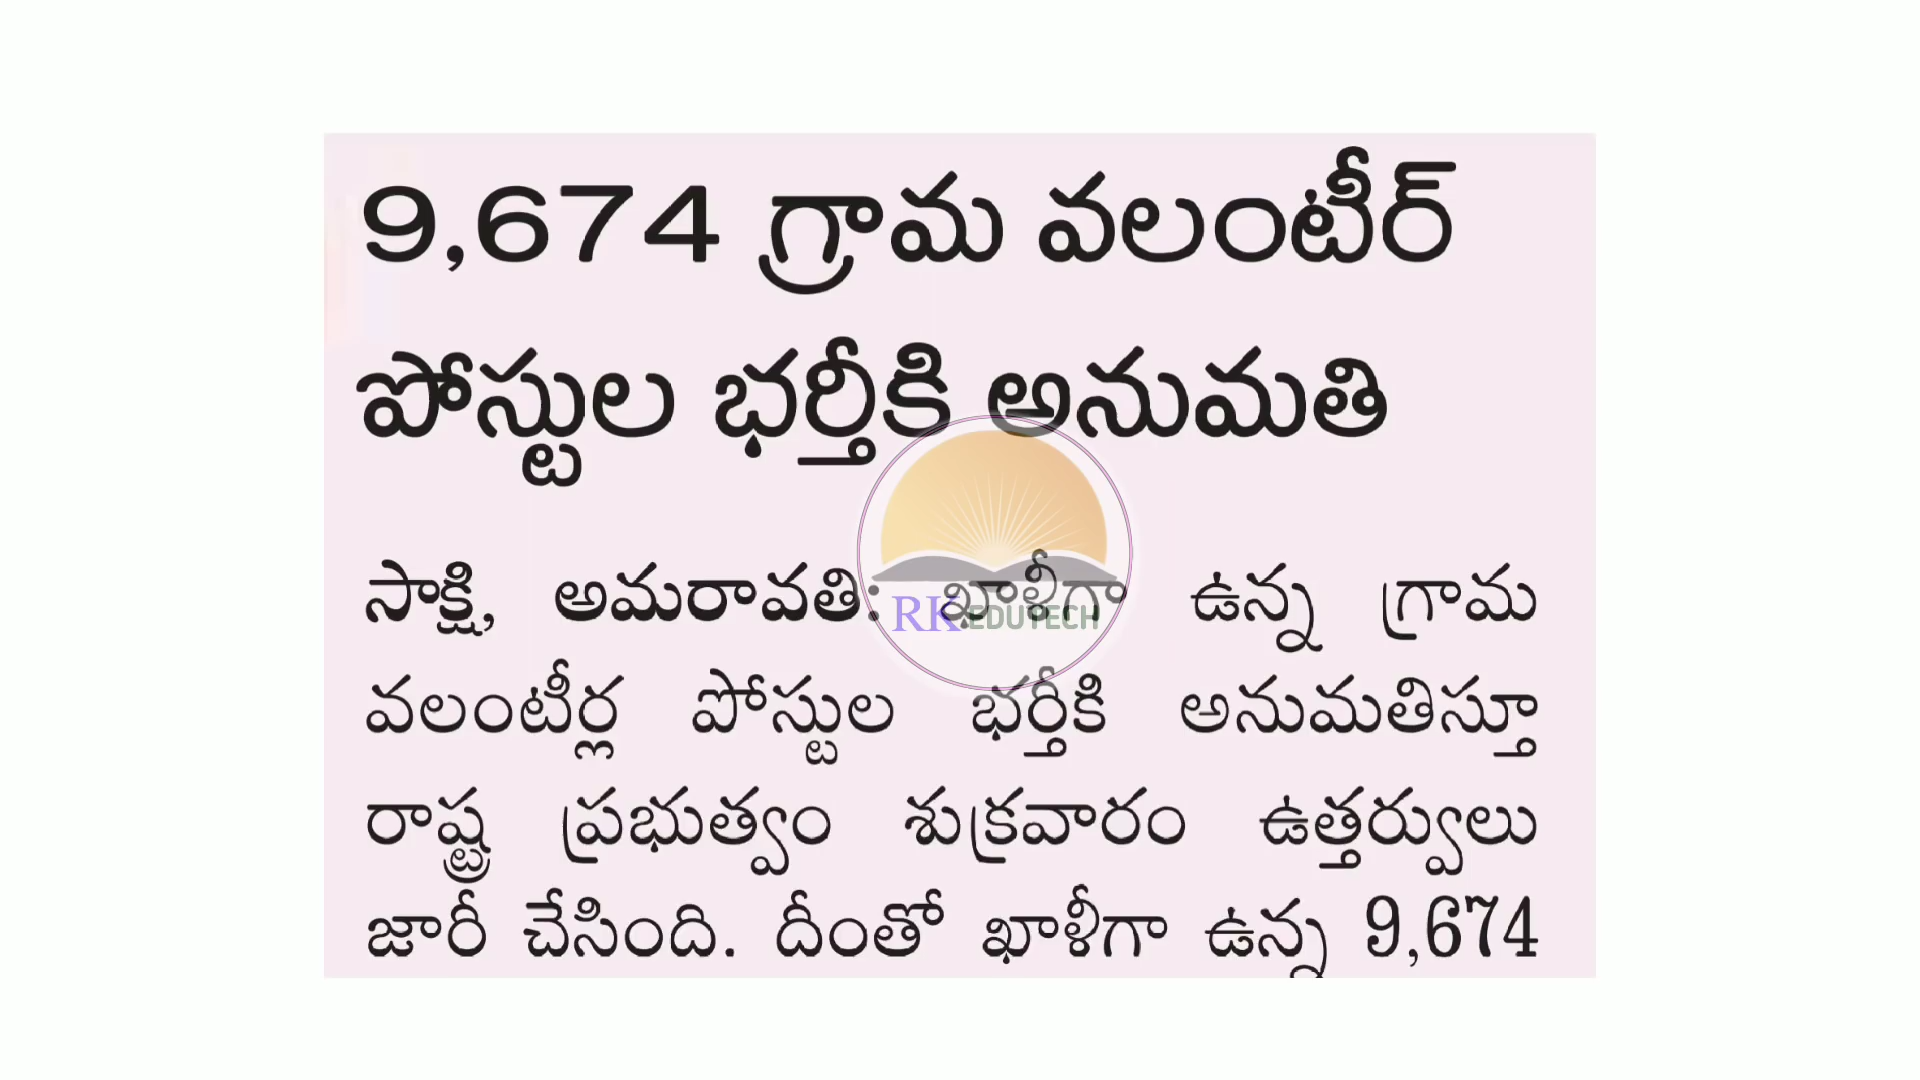 9,674 గ్రామ వలంటీర్
పోస్టుల భర్తీకి అనుమతి
సాక్షి, అమరావతి: ఖాళీగా ఉన్న గ్రామ
RK EDUTECH
వలంటీర్ల పోస్టుల భర్తీకి అనుమతిస్తూ
రాష్ట్ర ప్రభుత్వం శుక్రవారం ఉత్తర్వులు
జారీ చేసింది. దీంతో ఖాళీగా ఉన్న 9,674